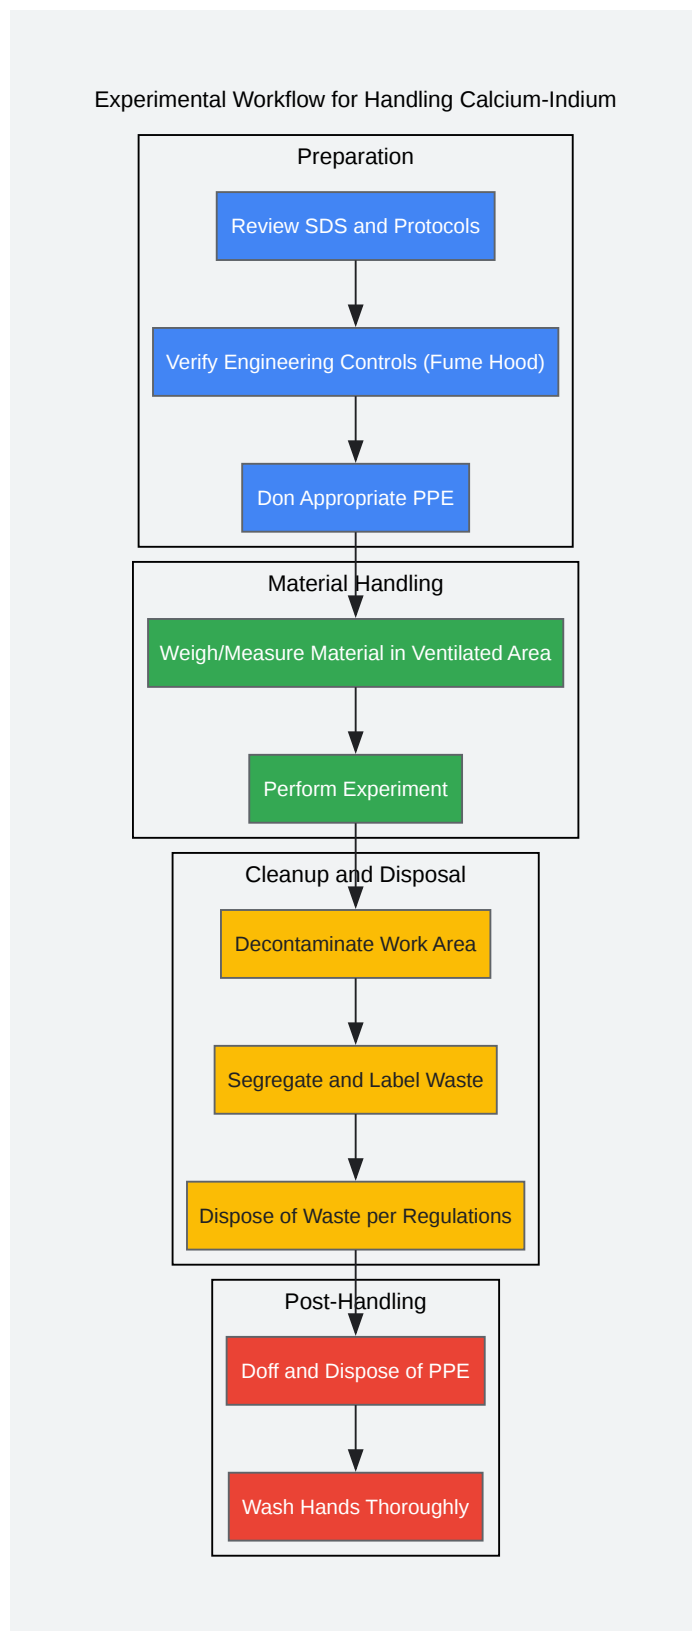 Experimental Workflow for Handling Calcium-Indium
Preparation
Review SDS and Protocols
Verify Engineering Controls (Fume Hood)
Don Appropriate PPE
Material Handling
Weigh/Measure Material in Ventilated Area
Perform Experiment
Cleanup and Disposal
Decontaminate Work Area
Segregate and Label Waste
Dispose of Waste per Regulations
Post-Handling
Doff and Dispose of PPE
Wash Hands Thoroughly